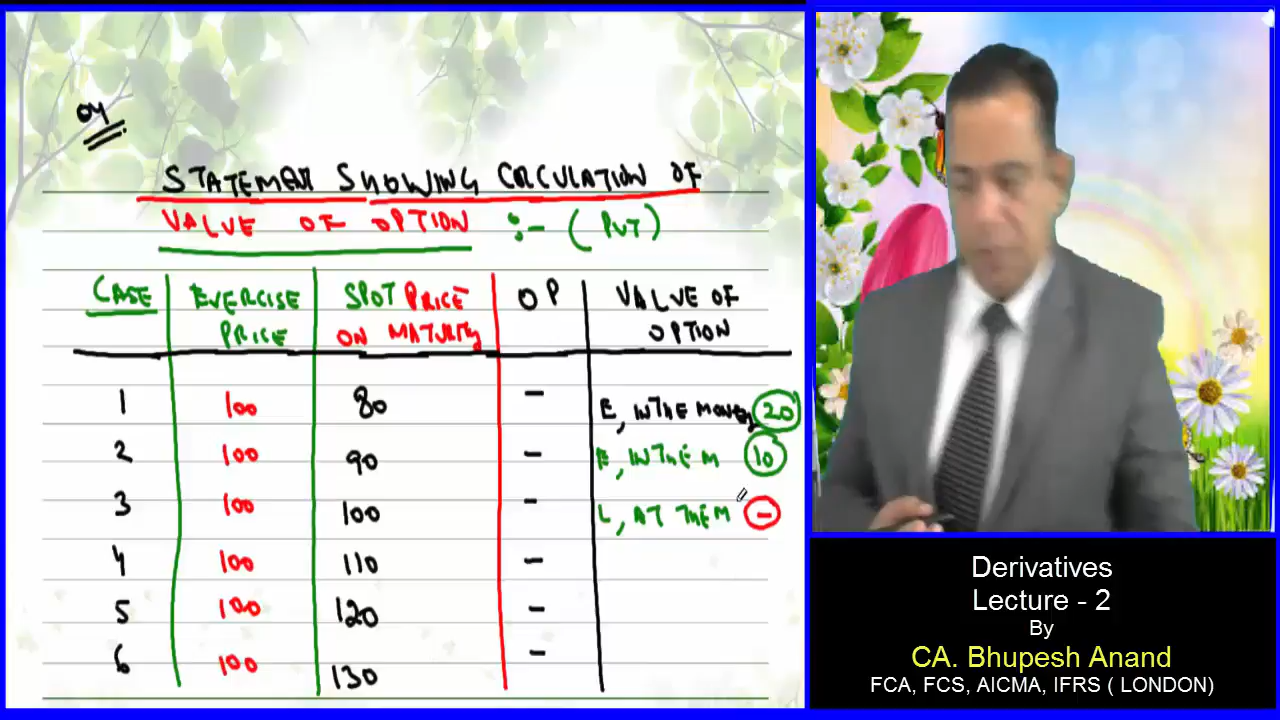 04
STATEMENT SHOWING CALCULATION OF
VALUE OF OPTION :- (PUT)
CASE EXERCISE PRICE SPOT PRICE ON MATURITY OP VALUE OF OPTION
1 100 80 - E, IN THE MONEY 20
2 100 90 - E, IN THE M 10
3 100 100 - L, AT THE M -
4 100 110 -
5 100 120 -
6 100 130 -
Derivatives
Lecture - 2
By
CA. Bhupesh Anand
FCA, FCS, AICMA, IFRS ( LONDON)